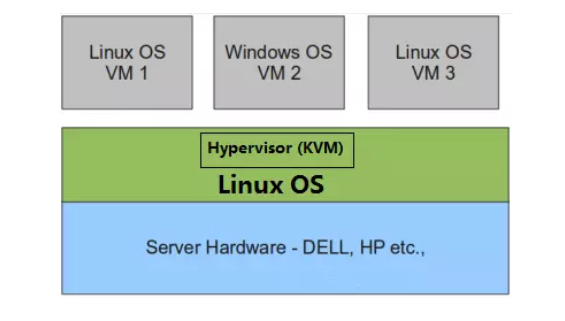 Linux OS
VM 1
Windows OS
VM 2
Linux OS
VM 3
Hypervisor (KVM)
Linux OS
Server Hardware - DELL, HP etc.,